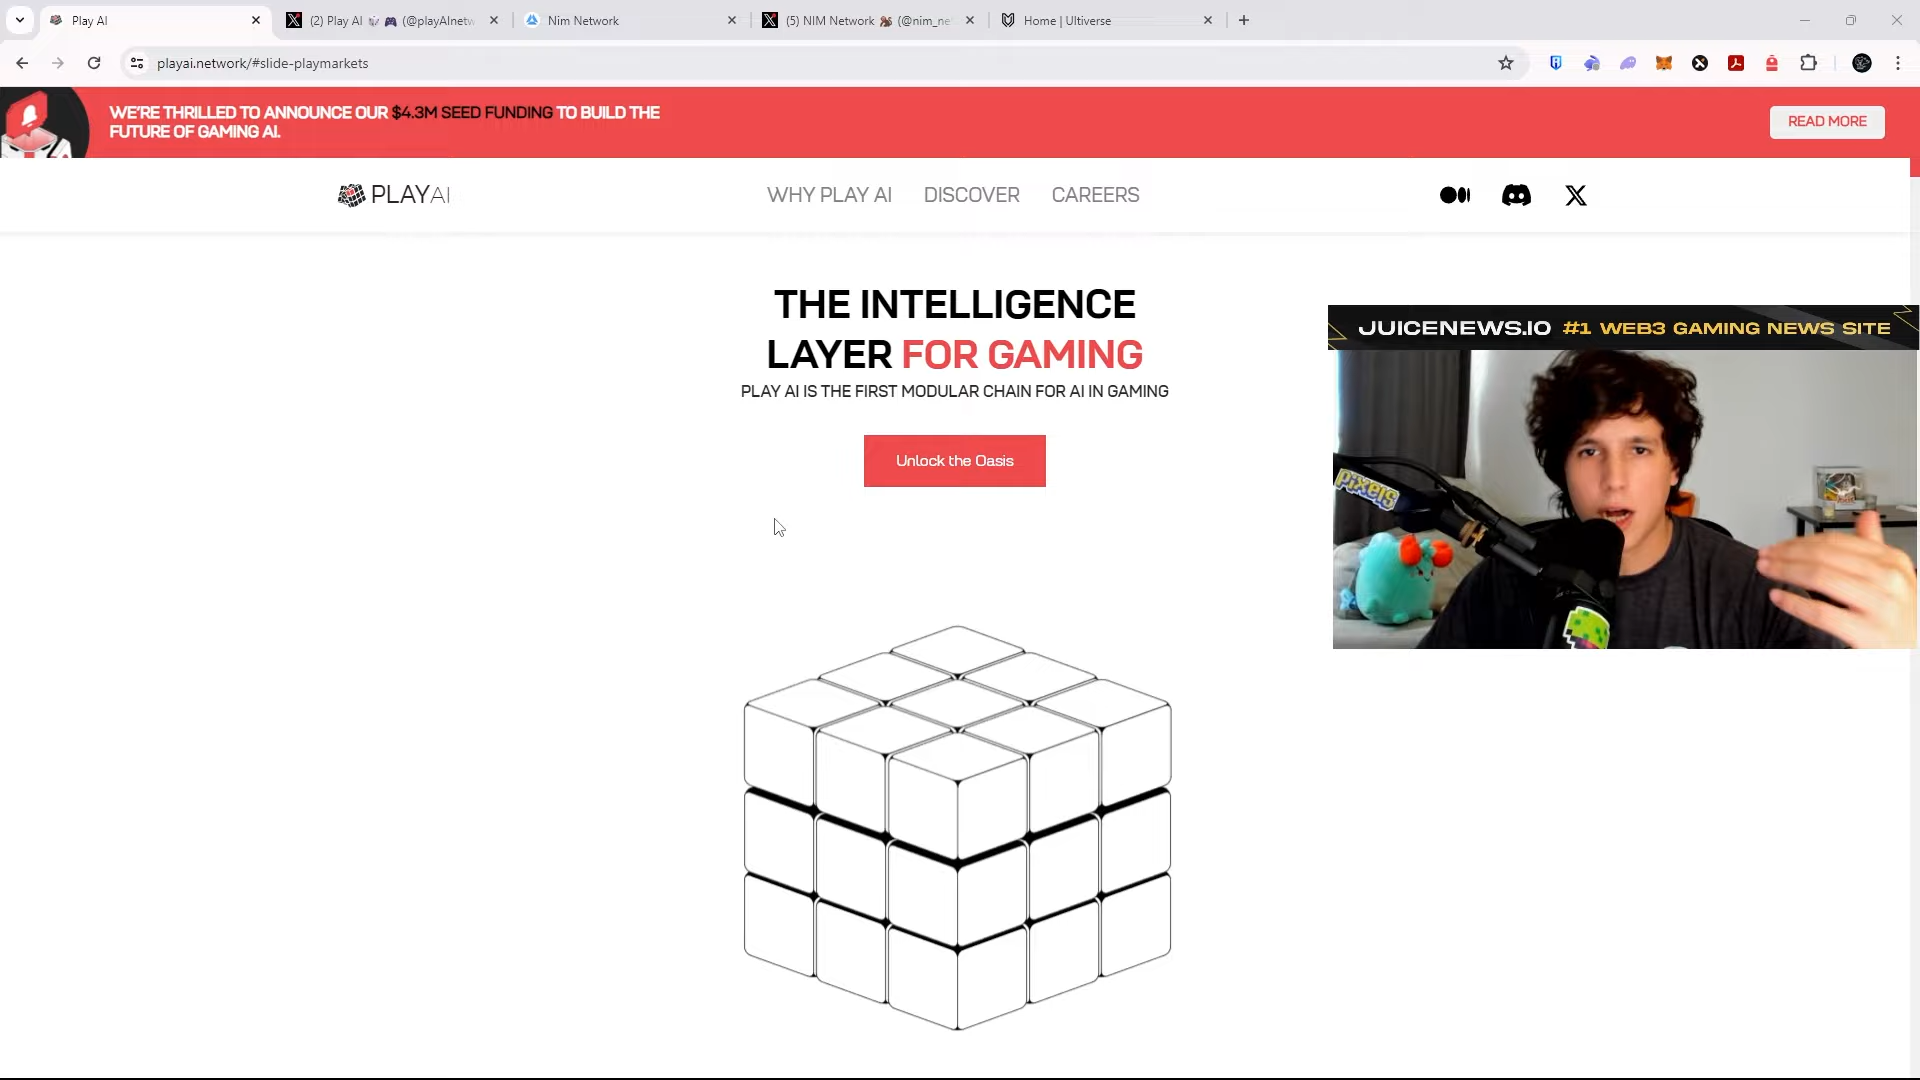 Play AI
(2) Play AI 🎲 🎮 (@playAInetw
Nim Network
(5) NIM Network 🐿️ (@nim_ne
Home | Ultiverse
playai.network/#slide-playmarkets
WE'RE THRILLED TO ANNOUNCE OUR $4.3M SEED FUNDING TO BUILD THE
FUTURE OF GAMING AI.
READ MORE
PLAYAI
WHY PLAY AI
DISCOVER
CAREERS
THE INTELLIGENCE
LAYER FOR GAMING
PLAY AI IS THE FIRST MODULAR CHAIN FOR AI IN GAMING
Unlock the Oasis
JUICENEWS.IO #1 WEB3 GAMING NEWS SITE
PIXELS